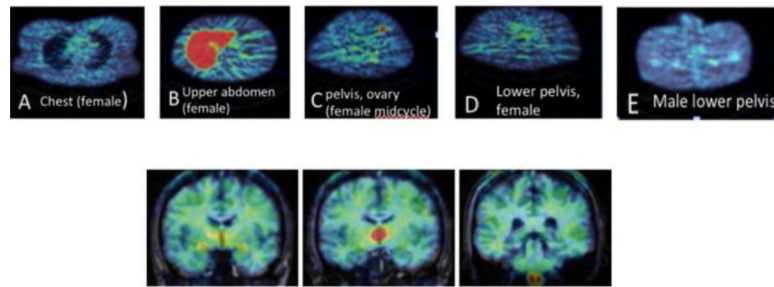 A Chest (female)
B Upper abdomen
(female)
C pelvis, ovary
(female midcycle)
D Lower pelvis,
female
E Male lower pelvis